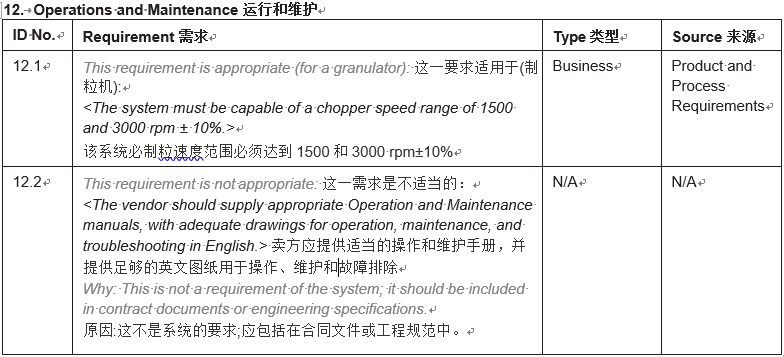 12. Operations and Maintenance 运行和维护
ID No. Requirement 需求 Type 类型 Source 来源
12.1 This requirement is appropriate (for a granulator): 这一要求适用于(制 Business Product and
粒机): Process
<The system must be capable of a chopper speed range of 1500 Requirements
and 3000 rpm ± 10%.>
该系统必制粒速度范围必须达到 1500 和 3000 rpm±10%
12.2 This requirement is not appropriate: 这一需求是不适当的： N/A N/A
<The vendor should supply appropriate Operation and Maintenance
manuals, with adequate drawings for operation, maintenance, and
troubleshooting in English.> 卖方应提供适当的操作和维护手册，并
提供足够的英文图纸用于操作、维护和故障排除
Why: This is not a requirement of the system; it should be included
in contract documents or engineering specifications.
原因:这不是系统的要求;应包括在合同文件或工程规范中。